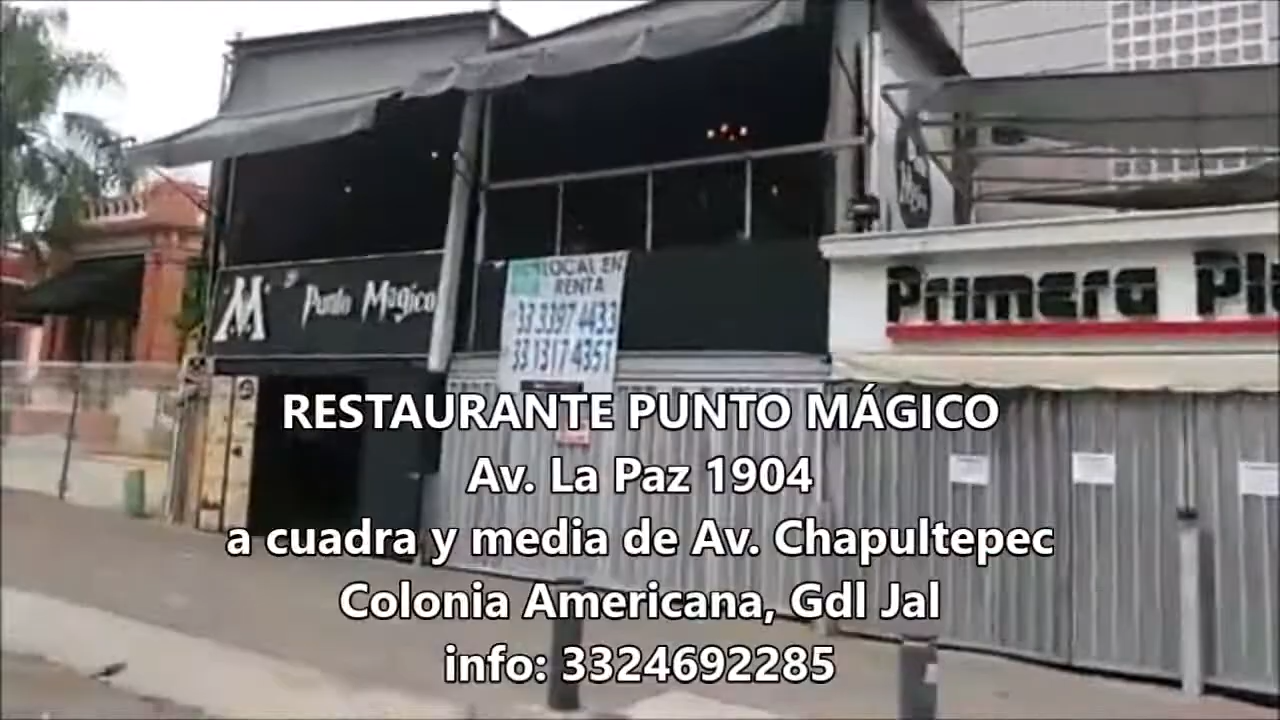 M
Punto Magico
LOCAL EN
RENTA
33 3397 4433
33 1317 4351
Primera Pl
RESTAURANTE PUNTO MÁGICO
Av. La Paz 1904
a cuadra y media de Av. Chapultepec
Colonia Americana, Gdl Jal
info: 3324692285